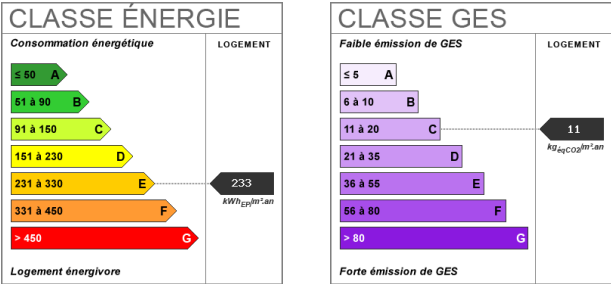 CLASSE ÉNERGIE
Consommation énergétique
LOGEMENT
≤ 50 A
51 à 90 B
91 à 150 C
151 à 230 D
231 à 330 E
233
kWhEP/m².an
331 à 450 F
> 450 G
Logement énergivore
CLASSE GES
Faible émission de GES
LOGEMENT
≤ 5 A
6 à 10 B
11 à 20 C
11
kgéqCO2/m².an
21 à 35 D
36 à 55 E
56 à 80 F
> 80 G
Forte émission de GES